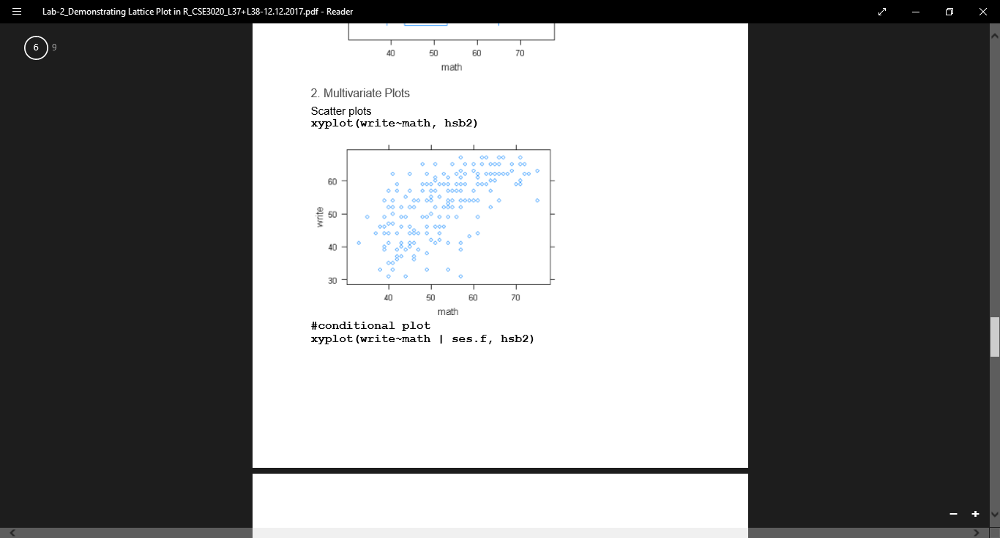 Lab-2_Demonstrating Lattice Plot in R_CSE3020_L37+L38-12.12.2017.pdf - Reader
6 9
40 50 60 70
math
2. Multivariate Plots
Scatter plots
xyplot(write~math, hsb2)
60
50
40
30
write
40 50 60 70
math
#conditional plot
xyplot(write~math | ses.f, hsb2)